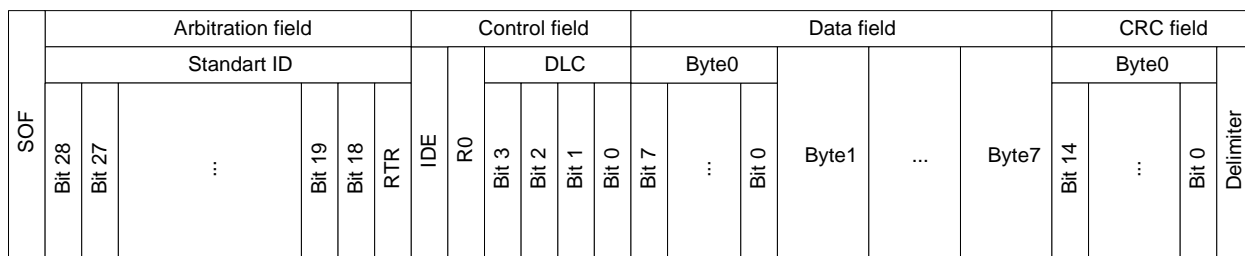 SOF
Arbitration field
Control field
Data field
CRC field
Standart ID
DLC
Byte0
Byte0
Bit 28
Bit 27
...
Bit 19
Bit 18
RTR
IDE
R0
Bit 3
Bit 2
Bit 1
Bit 0
Bit 7
...
Bit 0
Byte1
...
Byte7
Bit 14
...
Bit 0
Delimiter